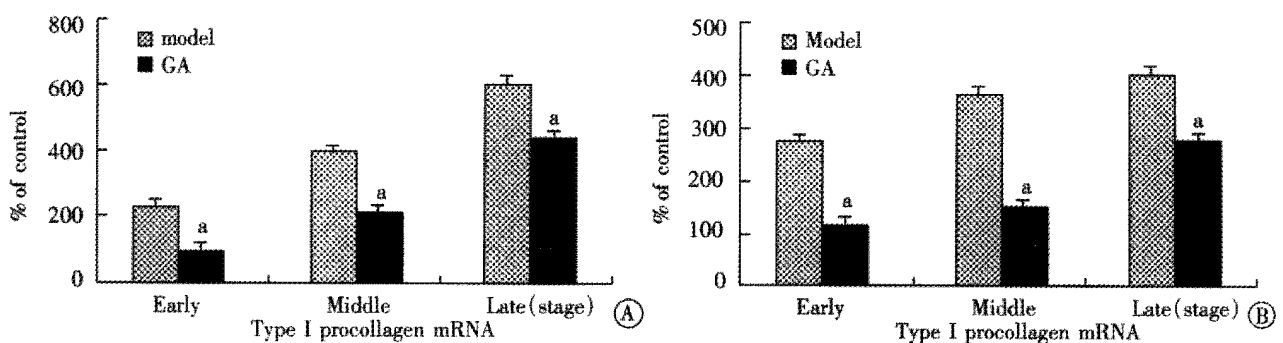 800
600
400
200
0
% of control
model
GA
a
a
a
Early Middle Late(stage)
Type I procollagen mRNA
A
500
400
300
200
100
0
% of control
Model
GA
a
a
a
Early Middle Late(stage)
Type I procollagen mRNA
B